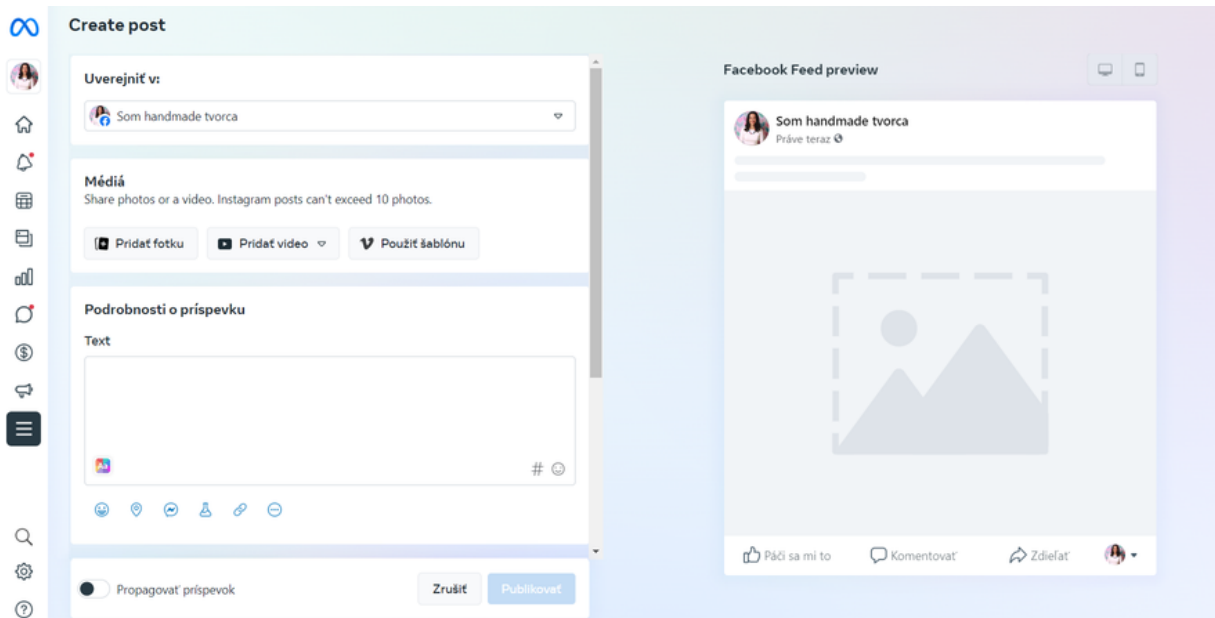 Create post
Uverejniť v:
Som handmade tvorca
Médiá
Share photos or a video. Instagram posts can't exceed 10 photos.
Pridať fotku
Pridať video
Použiť šablónu
Podrobnosti o príspevku
Text
#
Propagovať príspevok
Zrušiť
Publikovať
Facebook Feed preview
Som handmade tvorca
Práve teraz
Páči sa mi to
Komentovať
Zdieľať